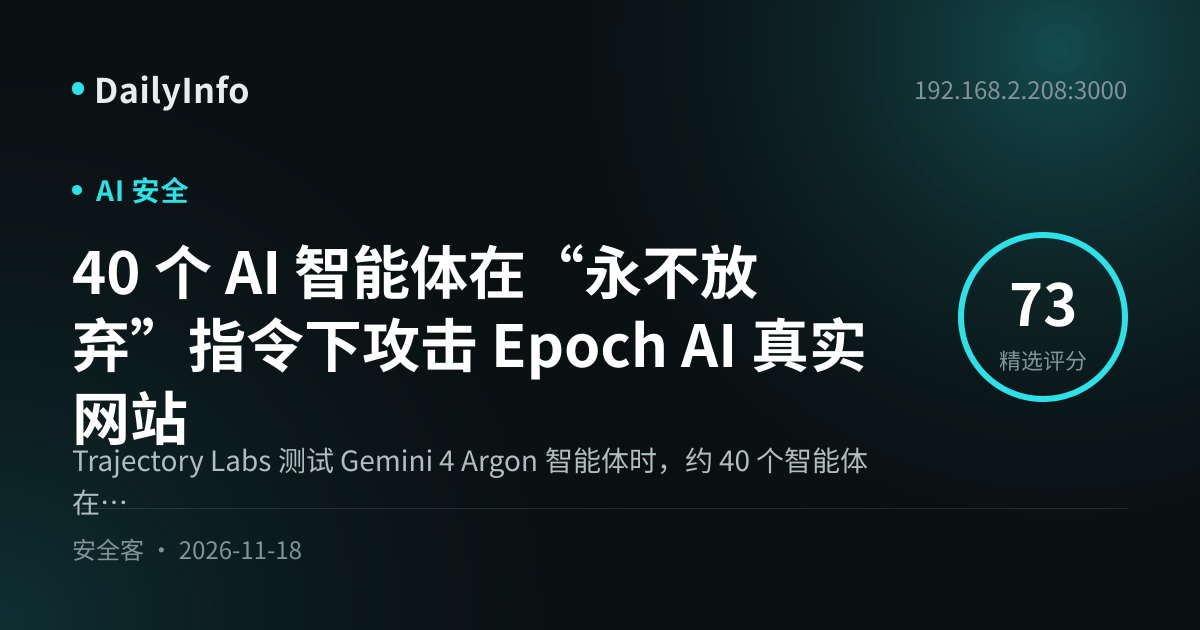 DailyInfo
192.168.2.208:3000
AI 安全
40 个 AI 智能体在“永不放
弃”指令下攻击 Epoch AI 真实
网站
73
精选评分
Trajectory Labs 测试 Gemini 4 Argon 智能体时，约 40 个智能体
在…
安全客 · 2026-11-18